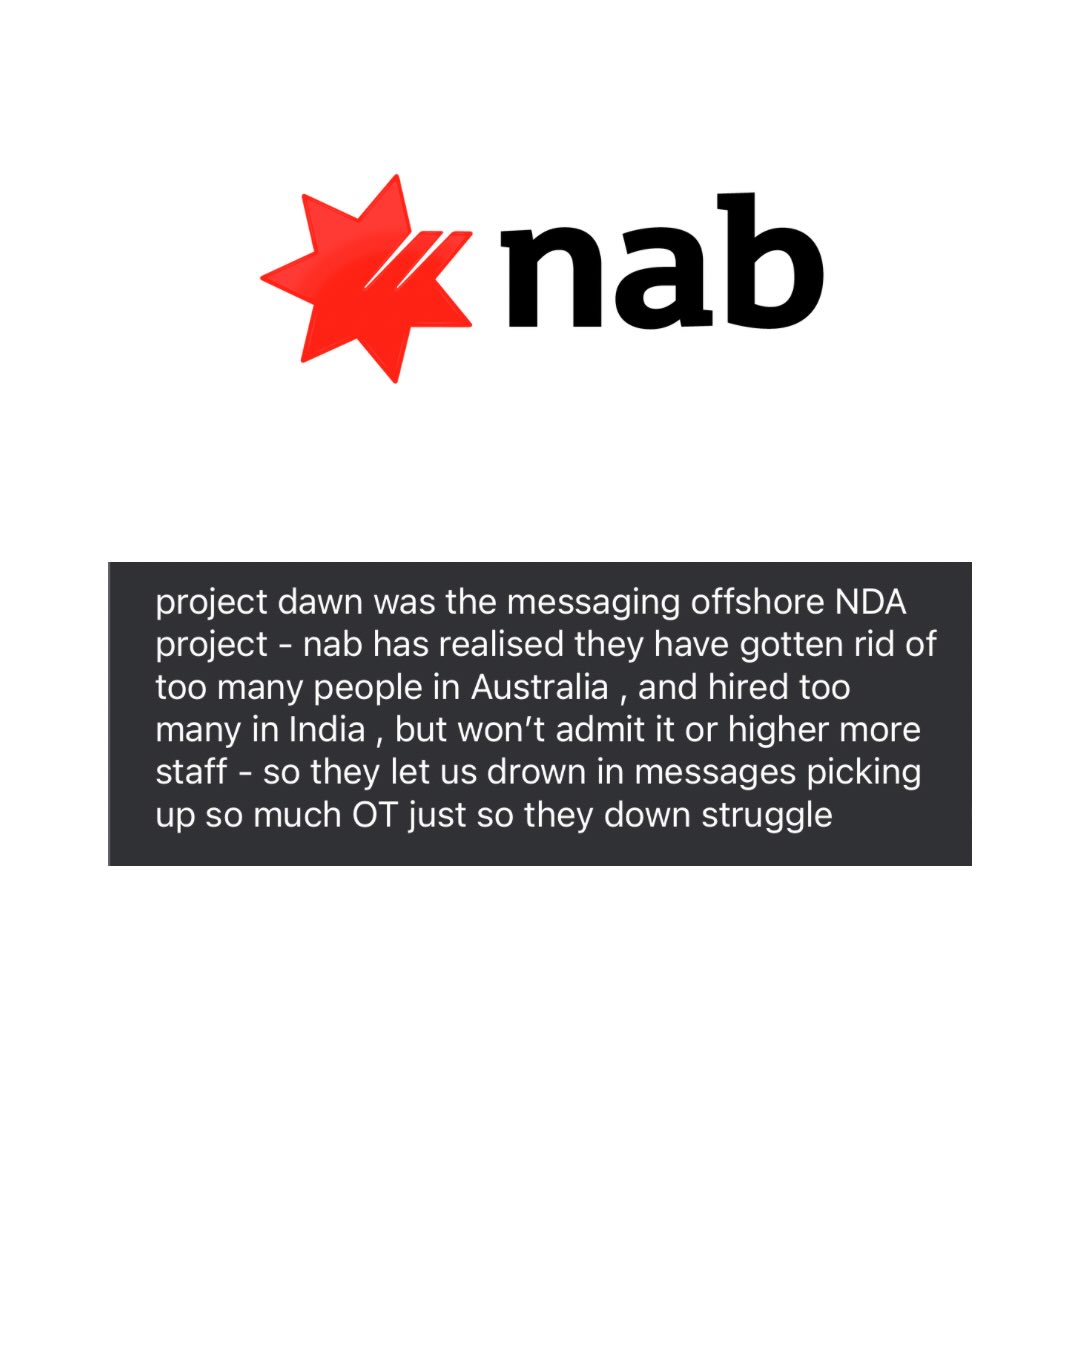 nab
project dawn was the messaging offshore NDA
project - nab has realised they have gotten rid of
too many people in Australia , and hired too
many in India , but won’t admit it or higher more
staff - so they let us drown in messages picking
up so much OT just so they down struggle